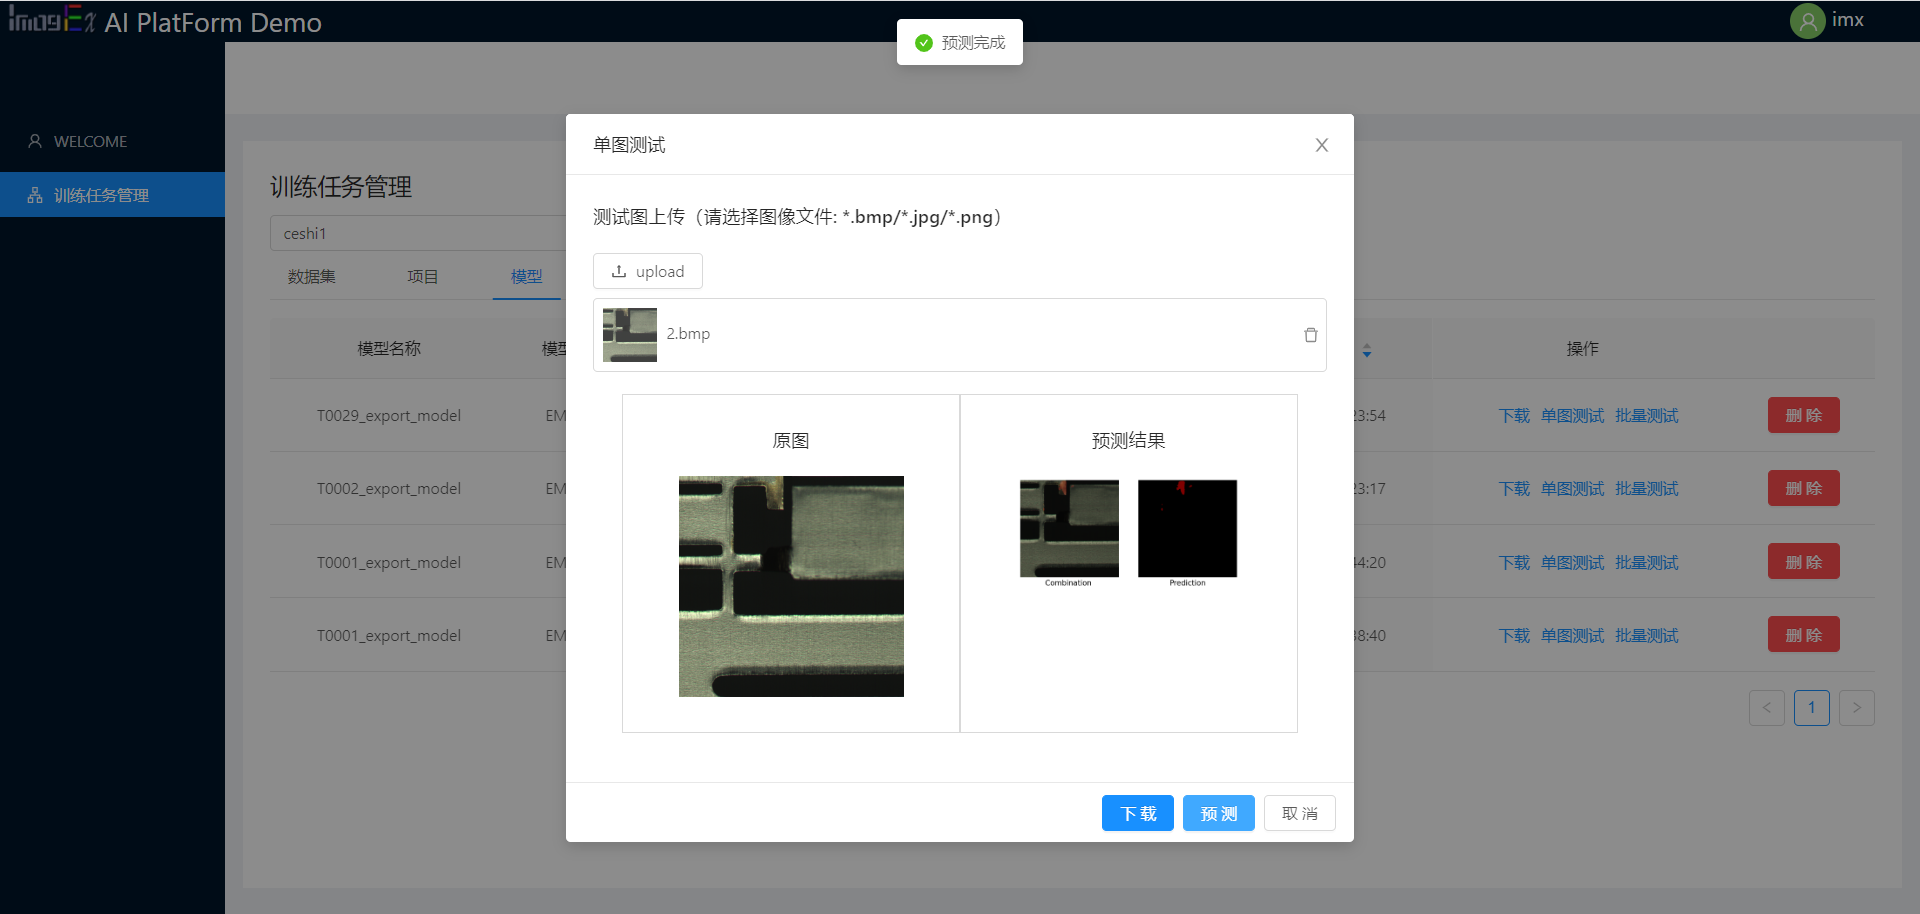 ImagEx AI PlatForm Demo
imx
预测完成
WELCOME
训练任务管理
训练任务管理
ceshi1
数据集 项目 模型
模型名称 操作
T0029_export_model EM 23:54 下载 单图测试 批量测试 删 除
T0002_export_model EM 23:17 下载 单图测试 批量测试 删 除
T0001_export_model EM 44:20 下载 单图测试 批量测试 删 除
T0001_export_model EM 38:40 下载 单图测试 批量测试 删 除
< 1 >
单图测试
测试图上传（请选择图像文件: *.bmp/*.jpg/*.png）
upload
2.bmp
原图
预测结果
Combination Prediction
下 载 预 测 取 消